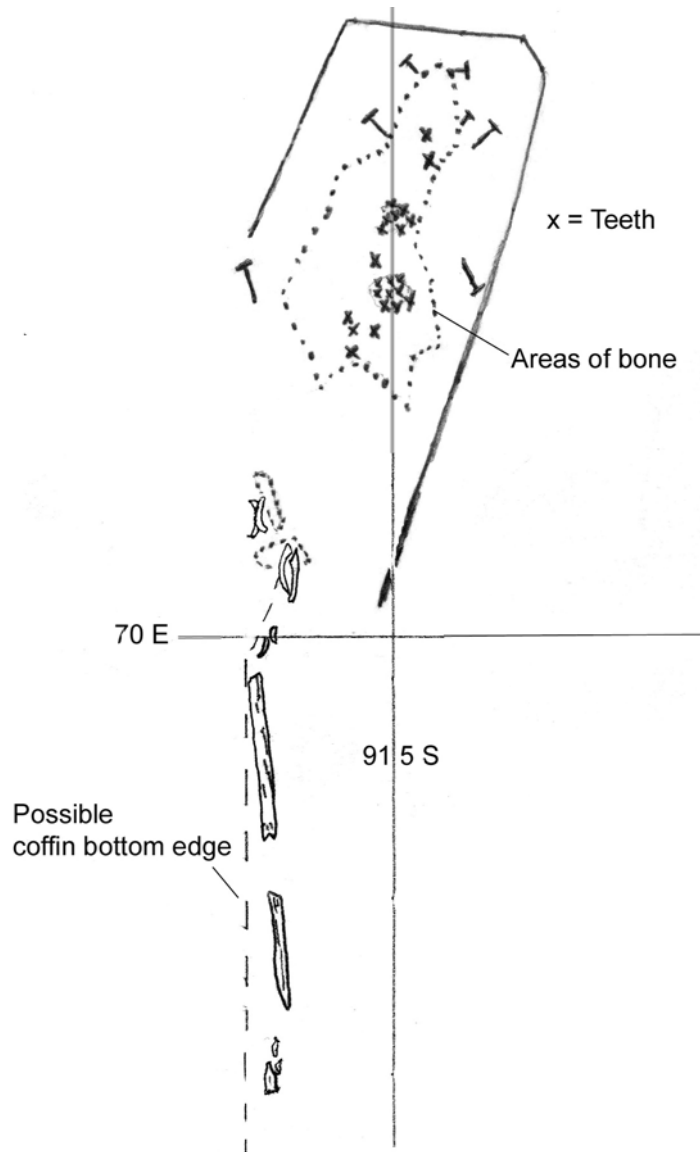 x = Teeth
Areas of bone
70 E
91.5 S
Possible
coffin bottom edge